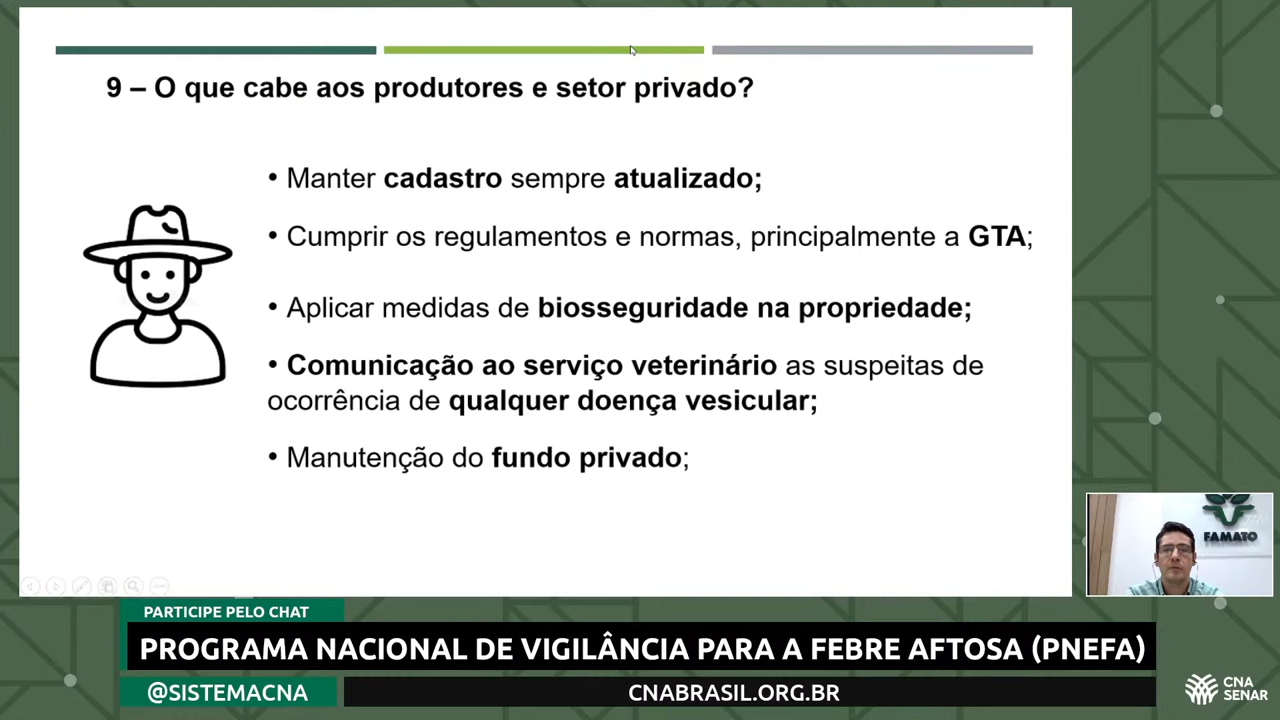 9 – O que cabe aos produtores e setor privado?
• Manter cadastro sempre atualizado;
• Cumprir os regulamentos e normas, principalmente a GTA;
• Aplicar medidas de biosseguridade na propriedade;
• Comunicação ao serviço veterinário as suspeitas de
ocorrência de qualquer doença vesicular;
• Manutenção do fundo privado;
FAMATO
PARTICIPE PELO CHAT
PROGRAMA NACIONAL DE VIGILÂNCIA PARA A FEBRE AFTOSA (PNEFA)
@SISTEMACNA
CNABRASIL.ORG.BR
CNA
SENAR